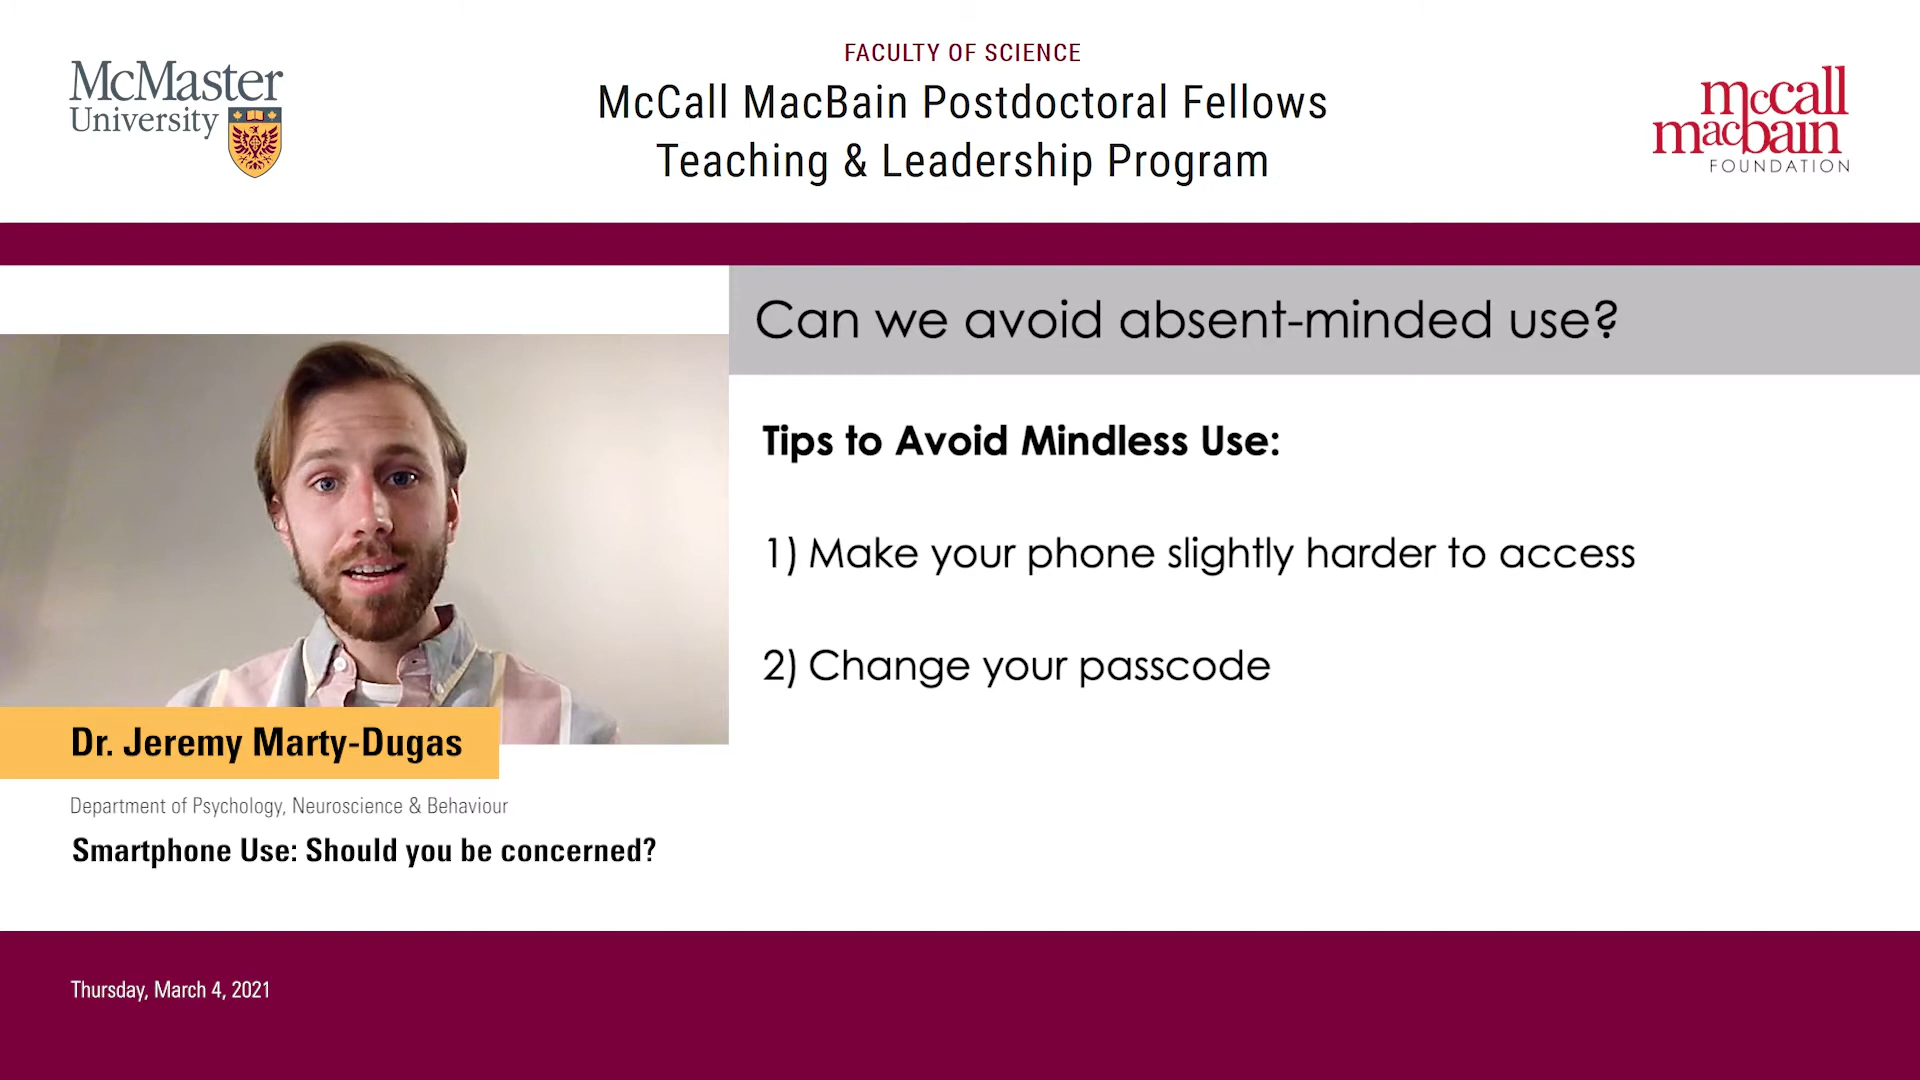 McMaster
University
FACULTY OF SCIENCE
McCall MacBain Postdoctoral Fellows
Teaching & Leadership Program
mccall
macbain
FOUNDATION
Can we avoid absent-minded use?
Tips to Avoid Mindless Use:
1) Make your phone slightly harder to access
2) Change your passcode
Dr. Jeremy Marty-Dugas
Department of Psychology, Neuroscience & Behaviour
Smartphone Use: Should you be concerned?
Thursday, March 4, 2021